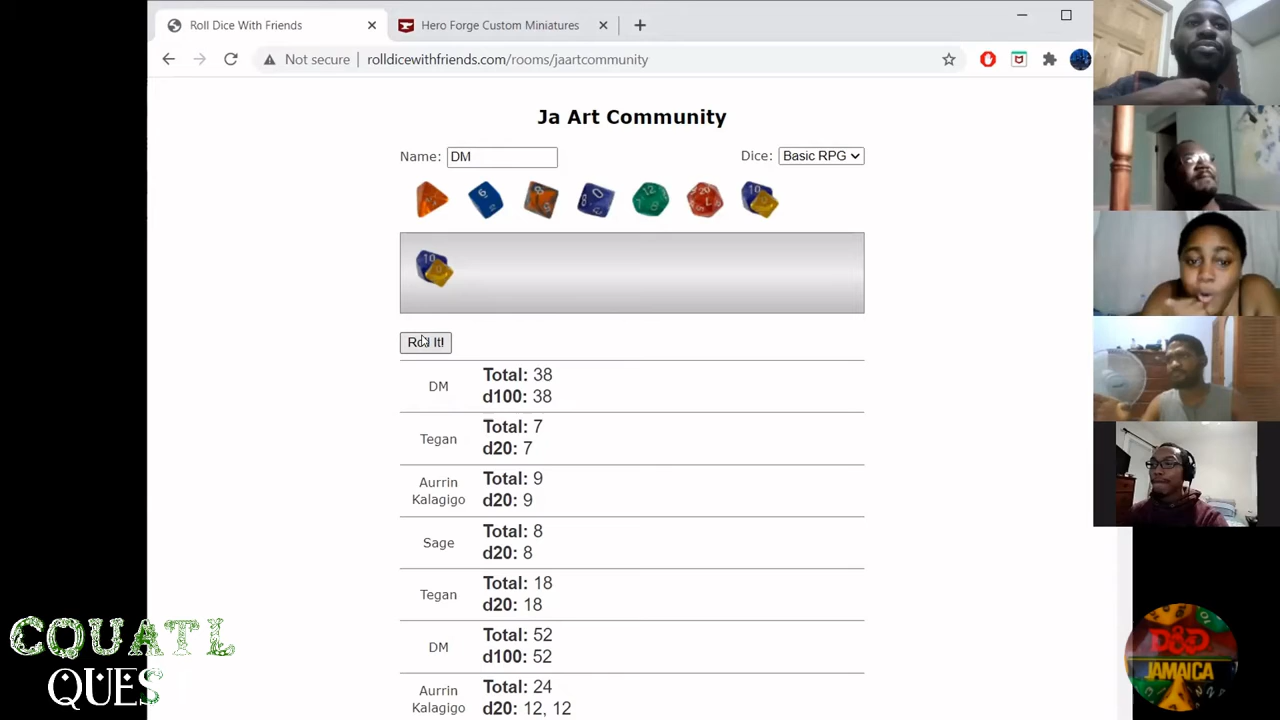 Roll Dice With Friends
Hero Forge Custom Miniatures
Not secure
rolldicewithfriends.com/rooms/jaartcommunity
Ja Art Community
Name: DM
Dice: Basic RPG
Roll It!
DM
Total: 38
d100: 38
Tegan
Total: 7
d20: 7
Aurrin
Kalagigo
Total: 9
d20: 9
Sage
Total: 8
d20: 8
Tegan
Total: 18
d20: 18
DM
Total: 52
d100: 52
Aurrin
Kalagigo
Total: 24
d20: 12, 12
CQUATL
QUES
D&D
JAMAICA